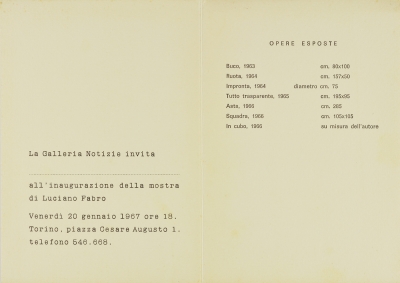 La Galleria Notizie invita
all'inaugurazione della mostra
di Luciano Fabro
Venerdì 20 gennaio 1967 ore 18.
Torino, piazza Cesare Augusto 1.
telefono 546.668.
OPERE ESPOSTE
Buco, 1963 cm. 80x100
Ruota, 1964 cm. 157x50
Impronta, 1964 diametro cm. 75
Tutto trasparente, 1965 cm. 195x95
Asta, 1966 cm. 265
Squadra, 1966 cm. 105x105
In cubo, 1966 su misura dell'autore